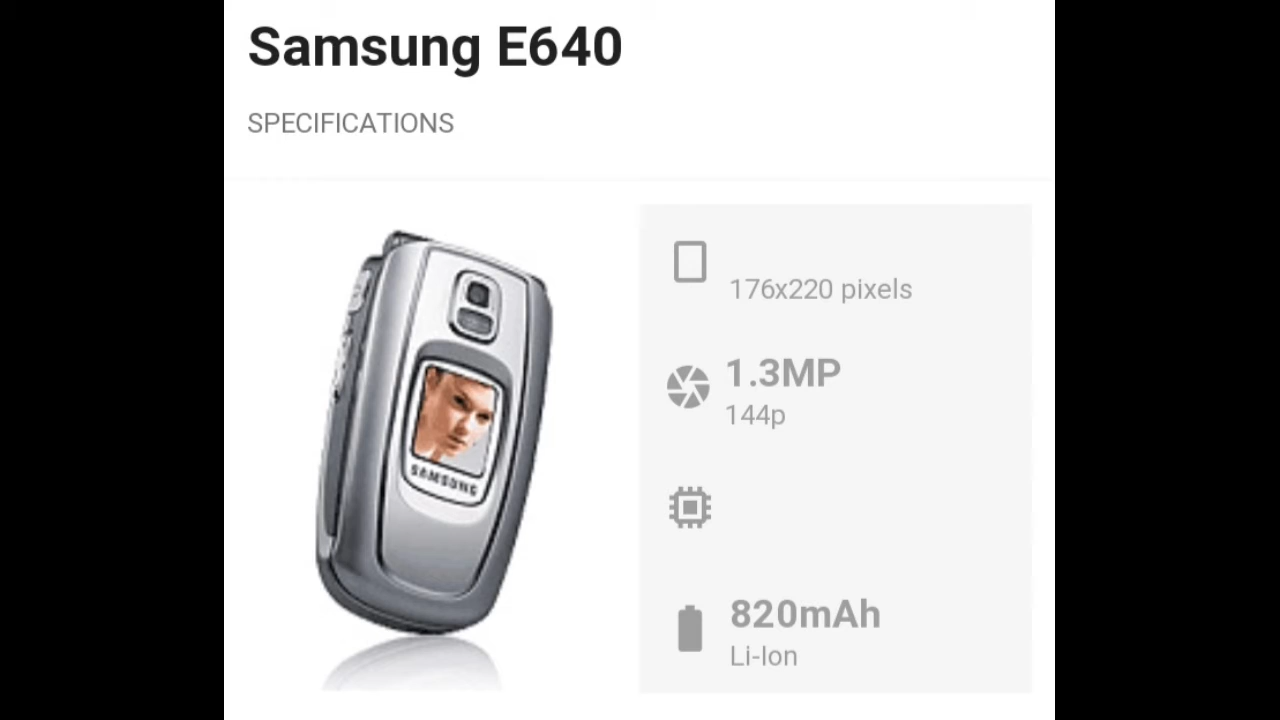 Samsung E640
SPECIFICATIONS
176x220 pixels
1.3MP
144p
SAMSUNG
820mAh
Li-Ion